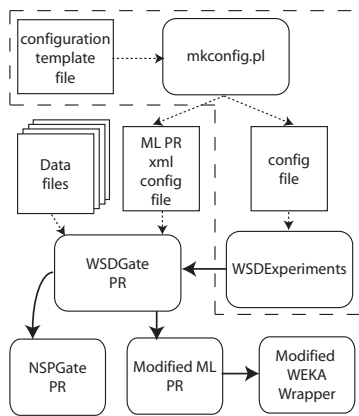 configuration
template
file
mkconfig.pl
Data
files
ML PR
xml
config
file
config
file
WSDGate
PR
WSDExperiments
NSPGate
PR
Modified ML
PR
Modified
WEKA
Wrapper